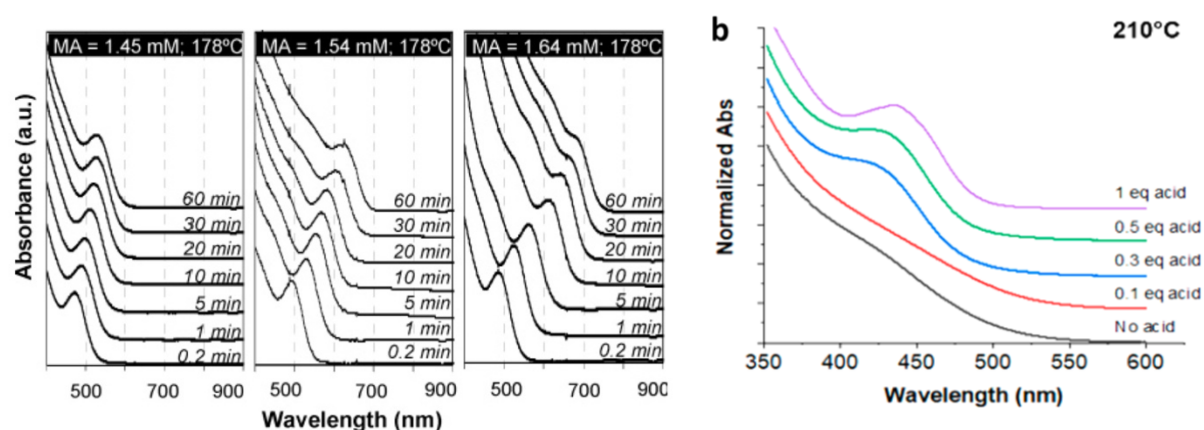 MA = 1.45 mM; 178ºC
MA = 1.54 mM; 178ºC
MA = 1.64 mM; 178ºC
Absorbance (a.u.)
60 min
30 min
20 min
10 min
5 min
1 min
0.2 min
60 min
30 min
20 min
10 min
5 min
1 min
0.2 min
60 min
30 min
20 min
10 min
5 min
1 min
0.2 min
500 700 900
500 700 900
500 700 900
Wavelength (nm)
b
210°C
Normalized Abs
1 eq acid
0.5 eq acid
0.3 eq acid
0.1 eq acid
No acid
350 400 450 500 550 600
Wavelength (nm)